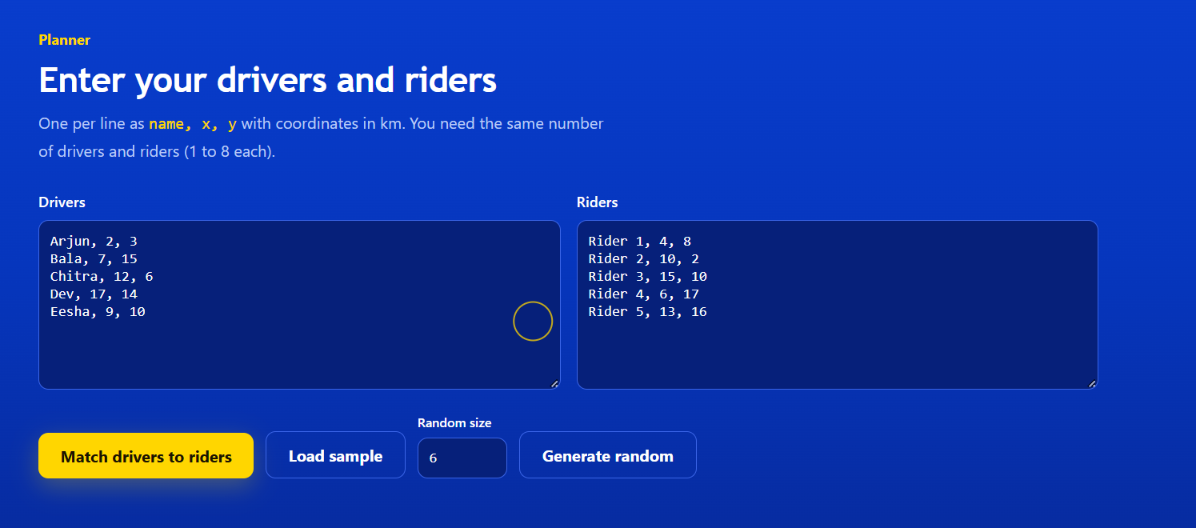 Planner
Enter your drivers and riders
One per line as name, x, y with coordinates in km. You need the same number
of drivers and riders (1 to 8 each).
Drivers
Arjun, 2, 3
Bala, 7, 15
Chitra, 12, 6
Dev, 17, 14
Eesha, 9, 10
Riders
Rider 1, 4, 8
Rider 2, 10, 2
Rider 3, 15, 10
Rider 4, 6, 17
Rider 5, 13, 16
Match drivers to riders
Load sample
Random size
6
Generate random